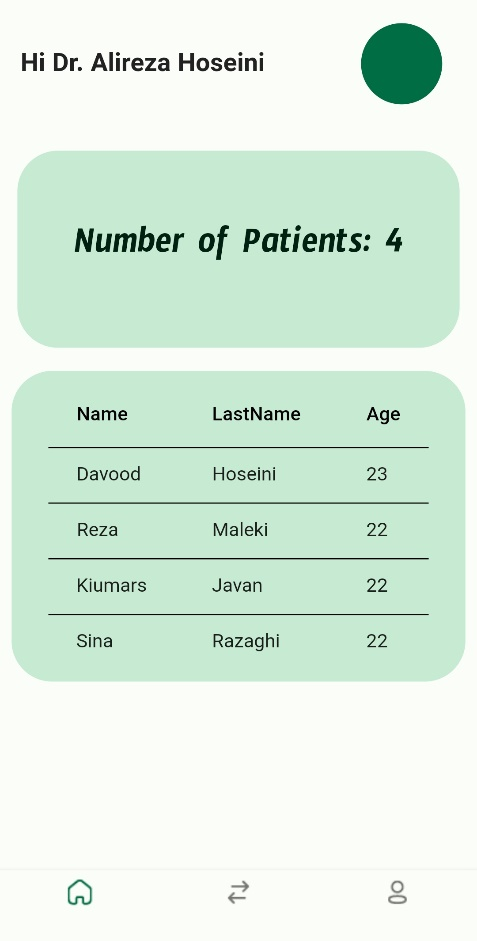 Hi Dr. Alireza Hoseini
Number of Patients: 4
Name LastName Age
Davood Hoseini 23
Reza Maleki 22
Kiumars Javan 22
Sina Razaghi 22